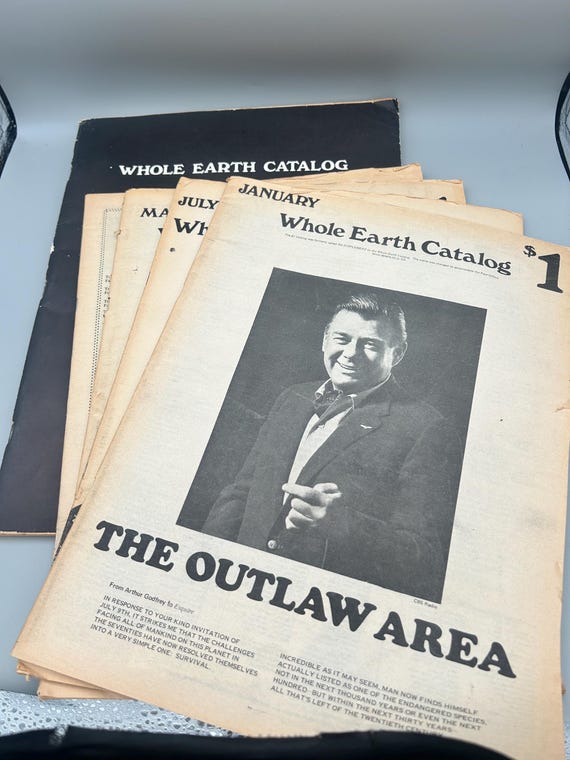 WHOLE EARTH CATALOG
MA
JULY
Wh
JANUARY
Whole Earth Catalog
$1
CBS Radio
THE OUTLAW AREA
From Arthur Godfrey to Esquire
IN RESPONSE TO YOUR KIND INVITATION OF
JULY 9TH, IT STRIKES ME THAT THE CHALLENGES
FACING ALL OF MANKIND ON THIS PLANET IN
THE SEVENTIES HAVE NOW RESOLVED THEMSELVES
INTO A VERY SIMPLE ONE: SURVIVAL.
INCREDIBLE AS IT MAY SEEM, MAN NOW FINDS HIMSELF
ACTUALLY LISTED AS ONE OF THE ENDANGERED SPECIES,
NOT IN THE NEXT THOUSAND YEARS OR EVEN THE NEXT
HUNDRED: BUT WITHIN THE NEXT THIRTY YEARS-
ALL THAT'S LEFT OF THE TWENTIETH CENTURY